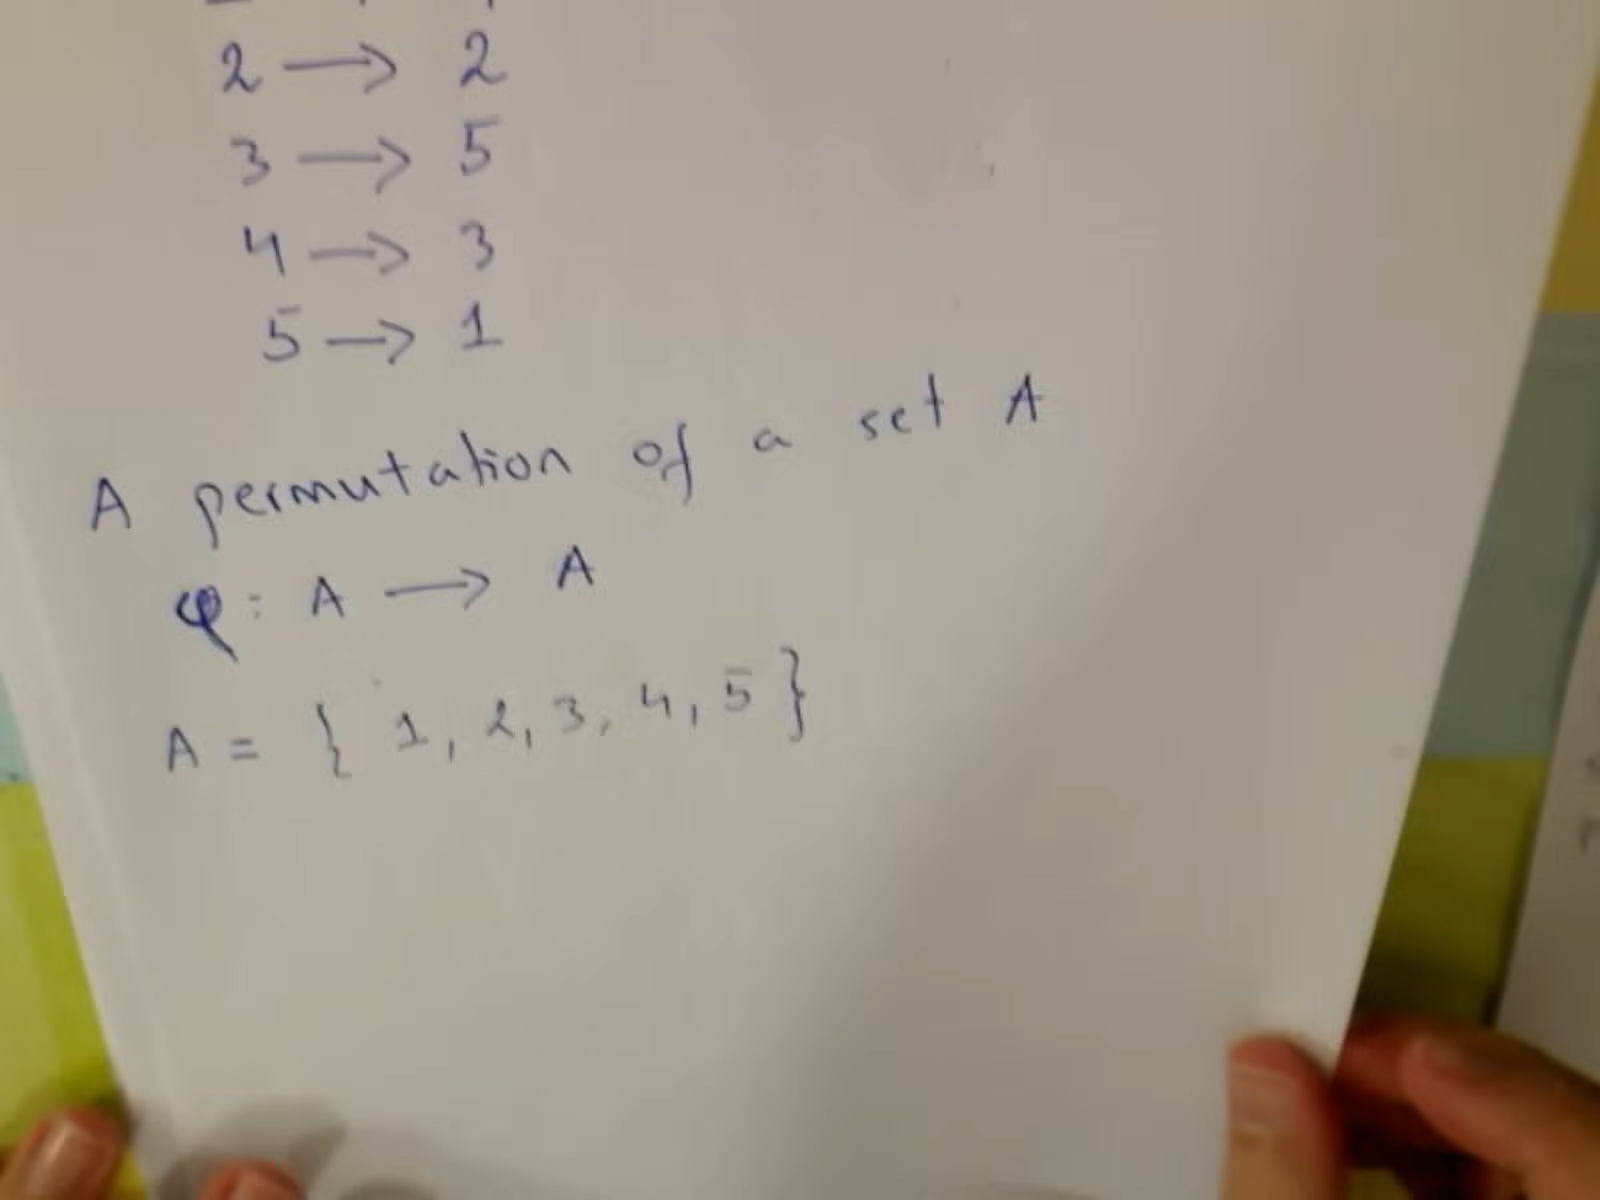 2 → 2
3 → 5
4 → 3
5 → 1
A permutation of a set A
φ: A → A
A = { 1, 2, 3, 4, 5 }